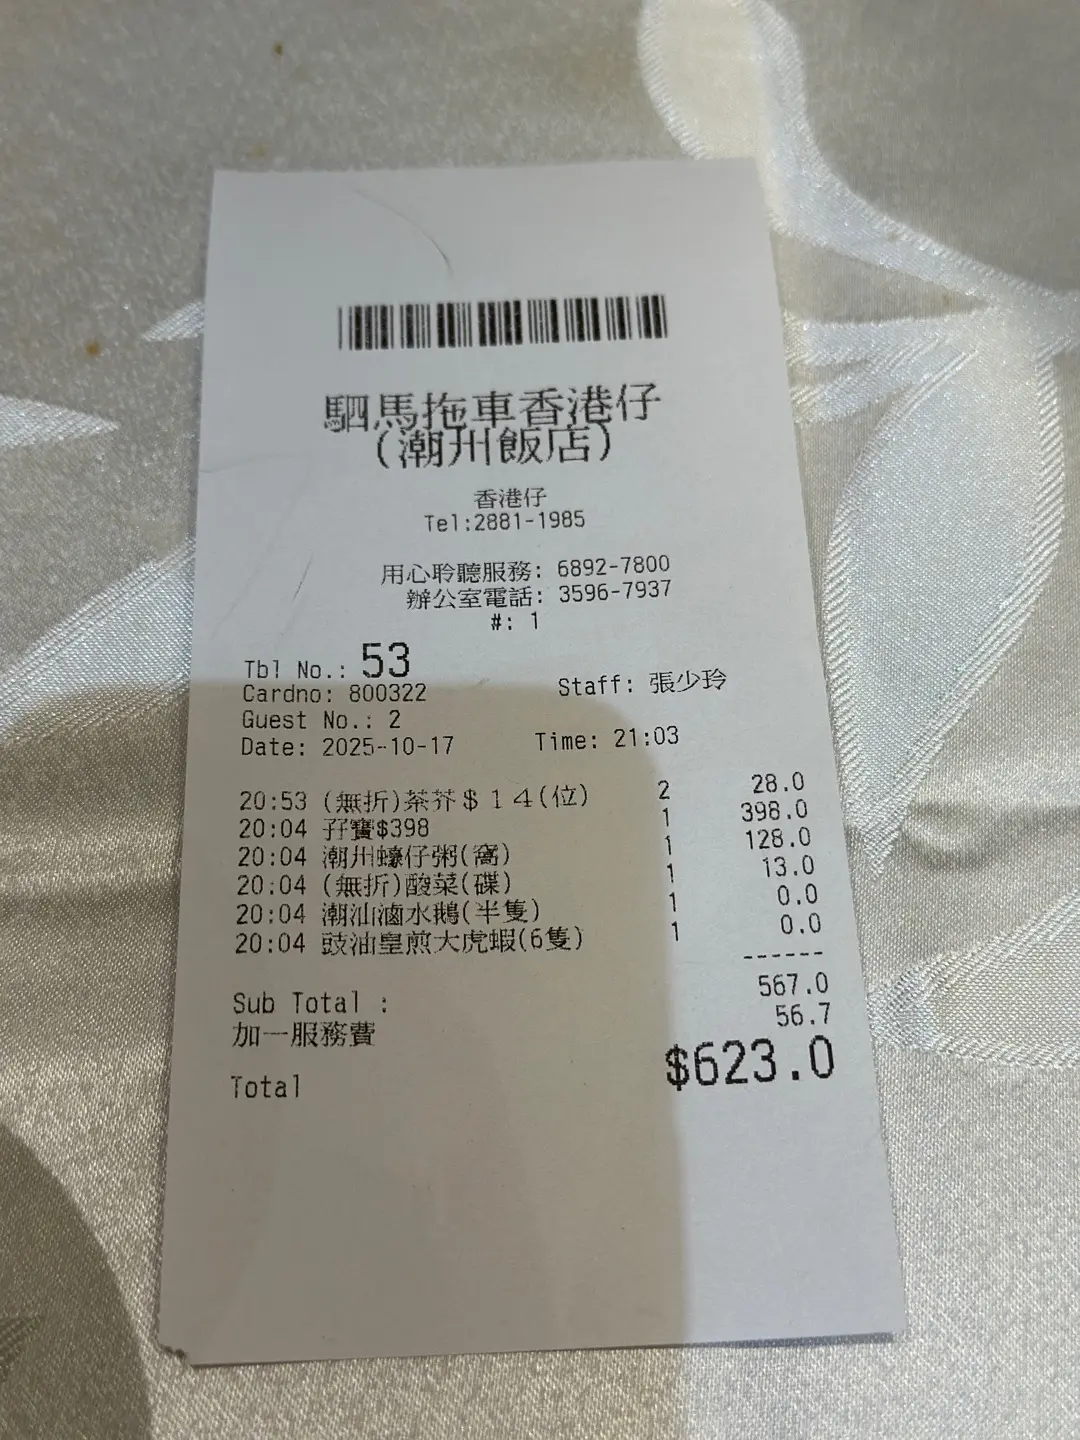 駟馬拖車香港仔
(潮州飯店)
香港仔
Tel:2881-1985
用心聆聽服務: 6892-7800
辦公室電話: 3596-7937
#: 1
Tbl No.: 53
Cardno: 800322 Staff: 張少玲
Guest No.: 2
Date: 2025-10-17 Time: 21:03
20:53 (無折)茶芥$14(位) 2 28.0
20:04 孖寶$398 1 398.0
20:04 潮州蠔仔粥(窩) 1 128.0
20:04 (無折)酸菜(碟) 1 13.0
20:04 潮汕滷水鵝(半隻) 1 0.0
20:04 豉油皇煎大虎蝦(6隻) 1 0.0
------
Sub Total : 567.0
加一服務費 56.7
Total $623.0